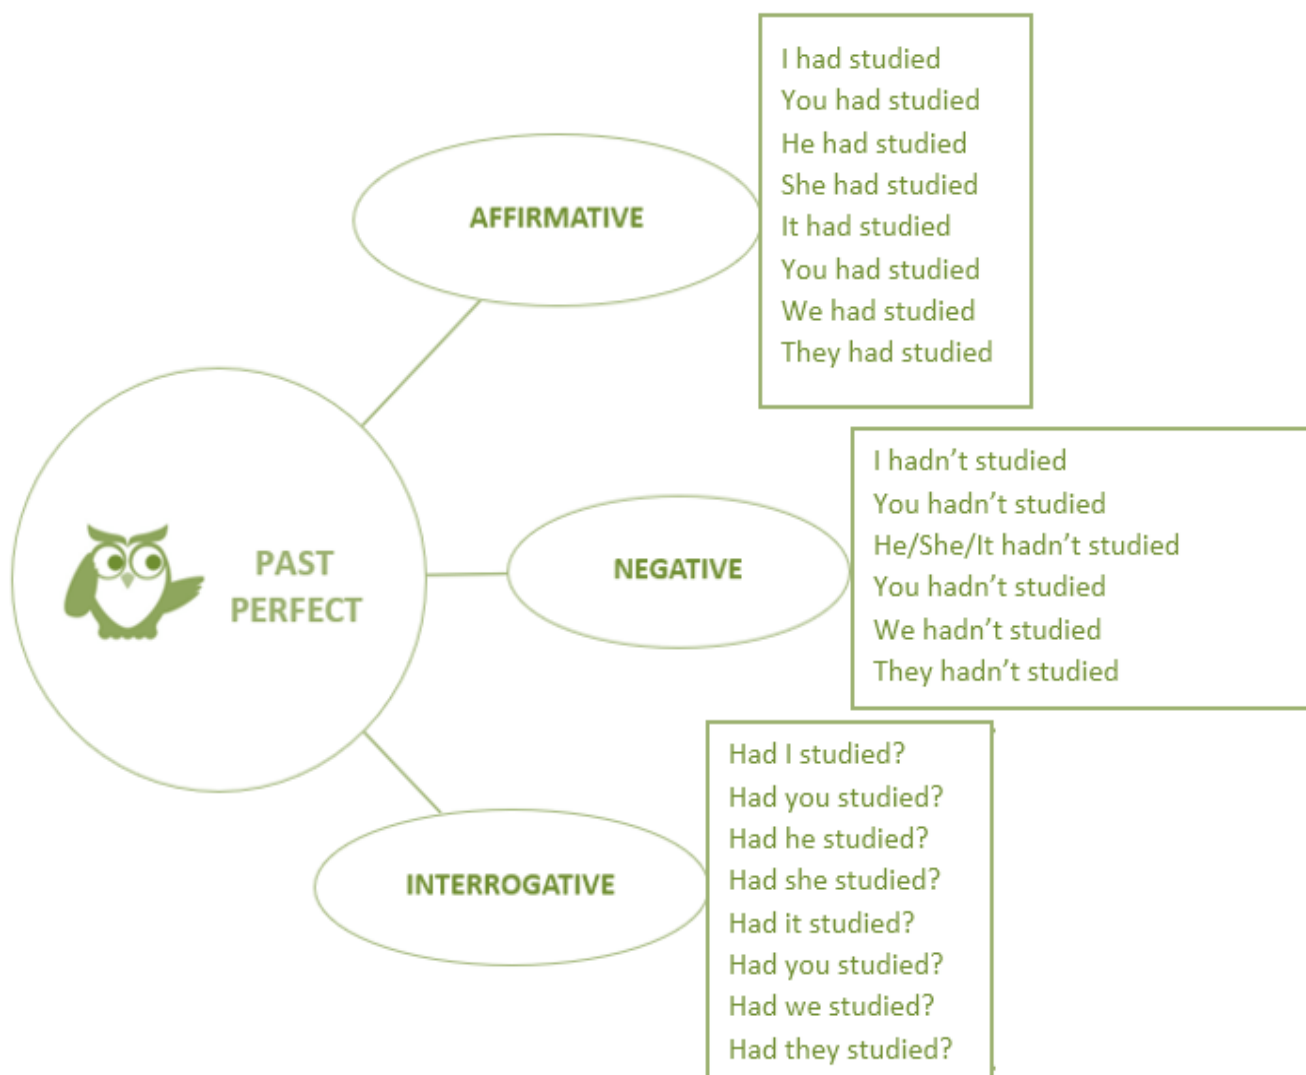 PAST
PERFECT
AFFIRMATIVE
I had studied
You had studied
He had studied
She had studied
It had studied
You had studied
We had studied
They had studied
NEGATIVE
I hadn’t studied
You hadn’t studied
He/She/It hadn’t studied
You hadn’t studied
We hadn’t studied
They hadn’t studied
INTERROGATIVE
Had I studied?
Had you studied?
Had he studied?
Had she studied?
Had it studied?
Had you studied?
Had we studied?
Had they studied?